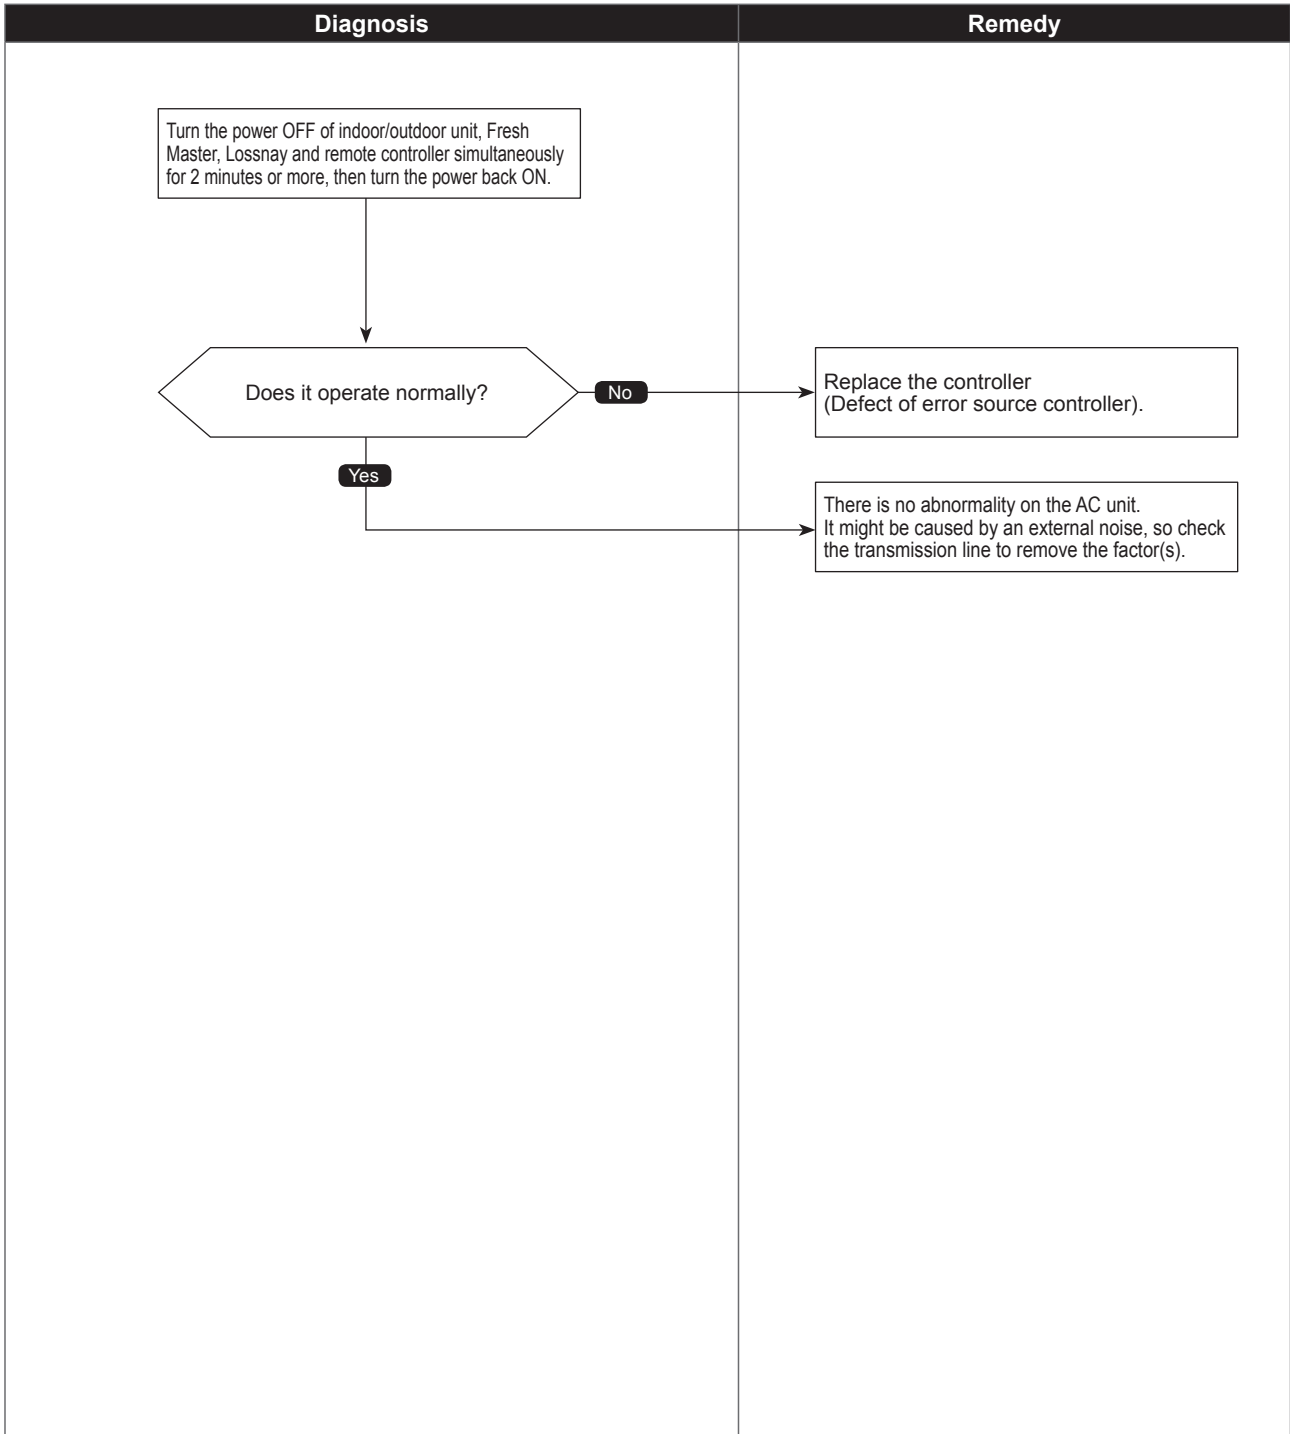 Diagnosis
Remedy
Turn the power OFF of indoor/outdoor unit, Fresh
Master, Lossnay and remote controller simultaneously
for 2 minutes or more, then turn the power back ON.
Does it operate normally?
No
Replace the controller
(Defect of error source controller).
Yes
There is no abnormality on the AC unit.
It might be caused by an external noise, so check
the transmission line to remove the factor(s).